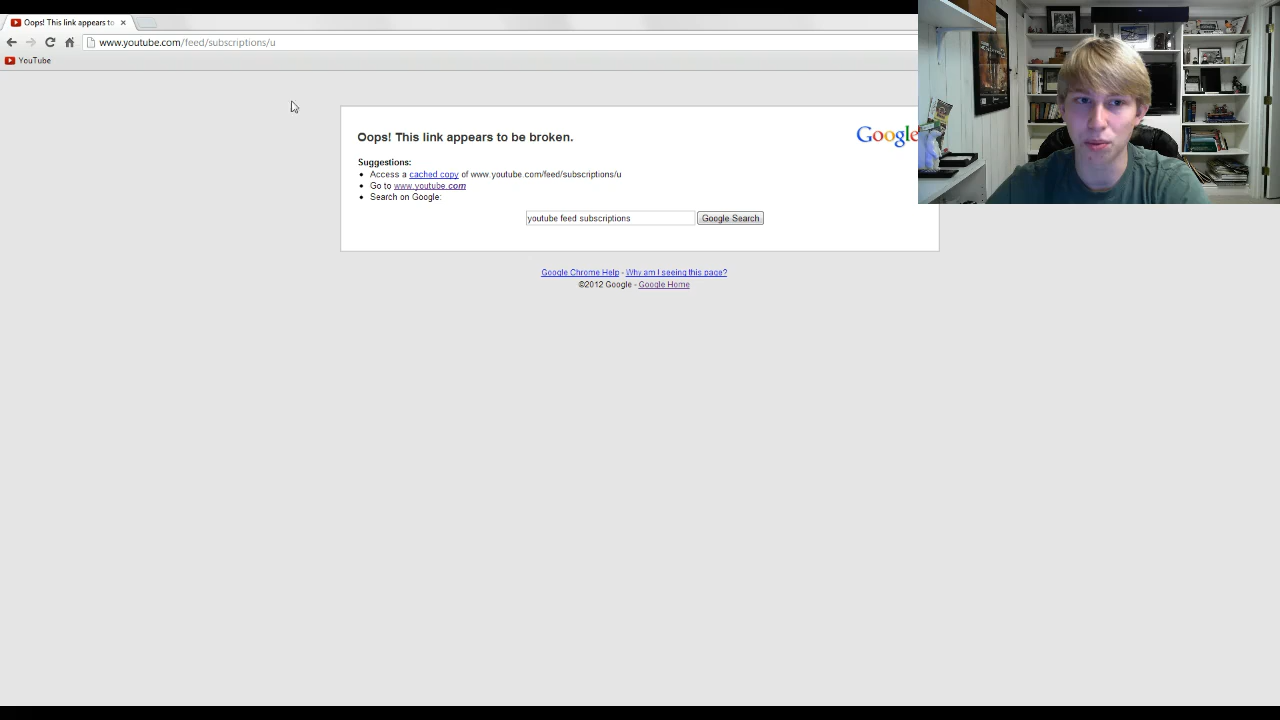 Oops! This link appears to
www.youtube.com/feed/subscriptions/u
YouTube
Oops! This link appears to be broken.
Google
Suggestions:
Access a cached copy of www.youtube.com/feed/subscriptions/u
Go to www.youtube.com
Search on Google:
youtube feed subscriptions
Google Search
Google Chrome Help - Why am I seeing this page?
©2012 Google - Google Home